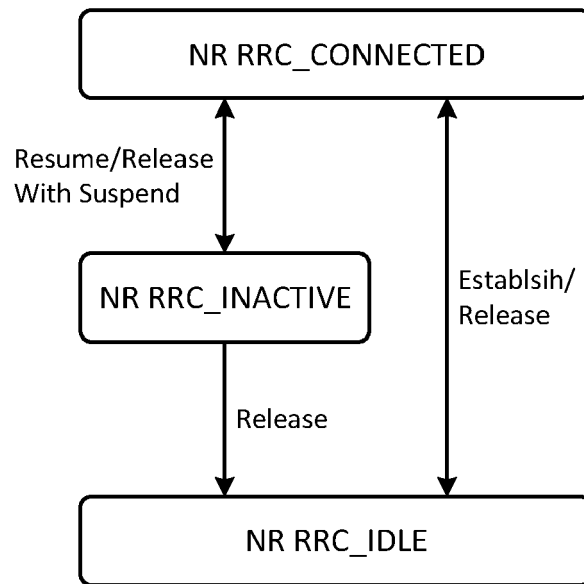 NR RRC_CONNECTED
Resume/Release
With Suspend
NR RRC_INACTIVE
Establsih/
Release
Release
NR RRC_IDLE